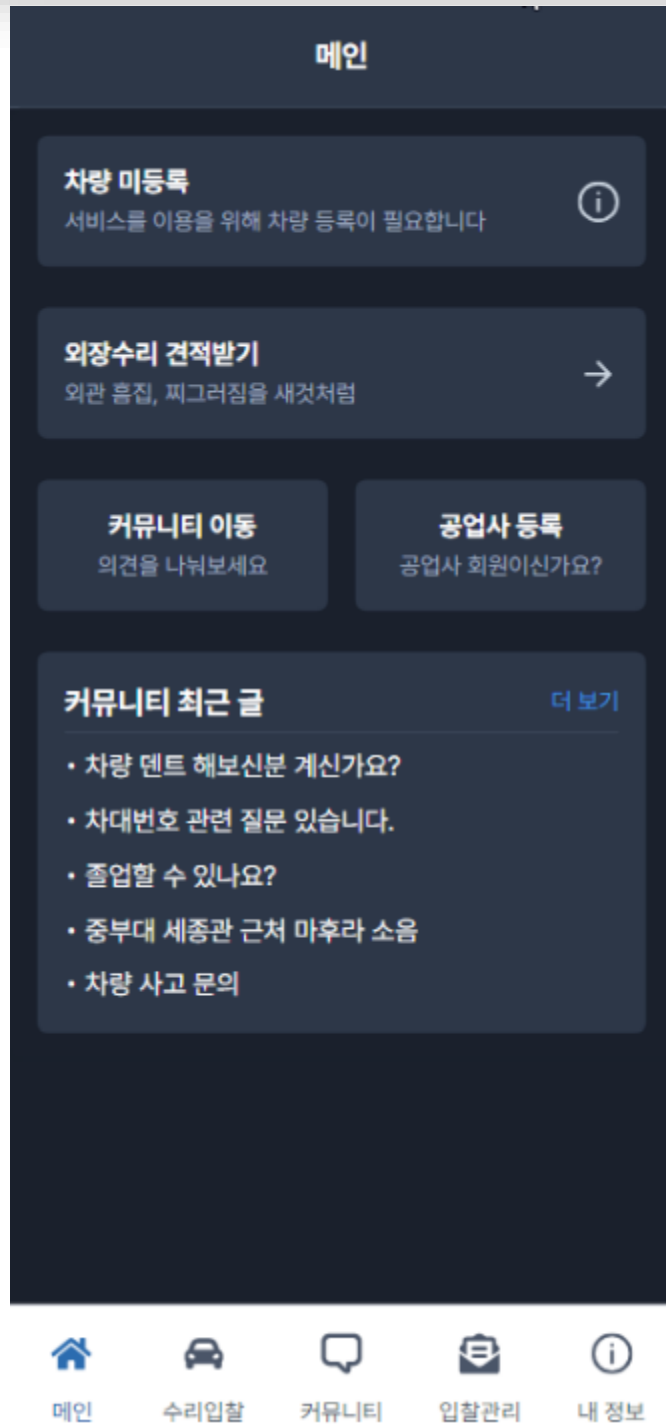 메인
차량 미등록
서비스를 이용을 위해 차량 등록이 필요합니다
외장수리 견적받기
외관 흠집, 찌그러짐을 새것처럼
커뮤니티 이동
의견을 나눠보세요
공업사 등록
공업사 회원이신가요?
커뮤니티 최근 글
더 보기
• 차량 덴트 해보신분 계신가요?
• 차대번호 관련 질문 있습니다.
• 졸업할 수 있나요?
• 중부대 세종관 근처 마후라 소음
• 차량 사고 문의
메인
수리입찰
커뮤니티
입찰관리
내 정보